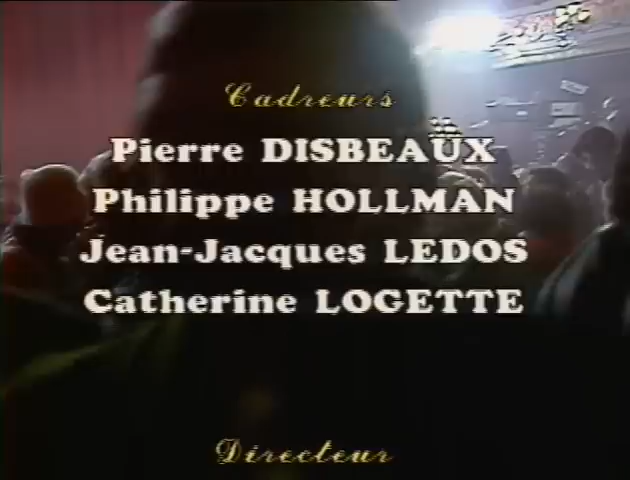 Cadreurs
Pierre DISBEAUX
Philippe HOLLMAN
Jean-Jacques LEDOS
Catherine LOGETTE
Directeur